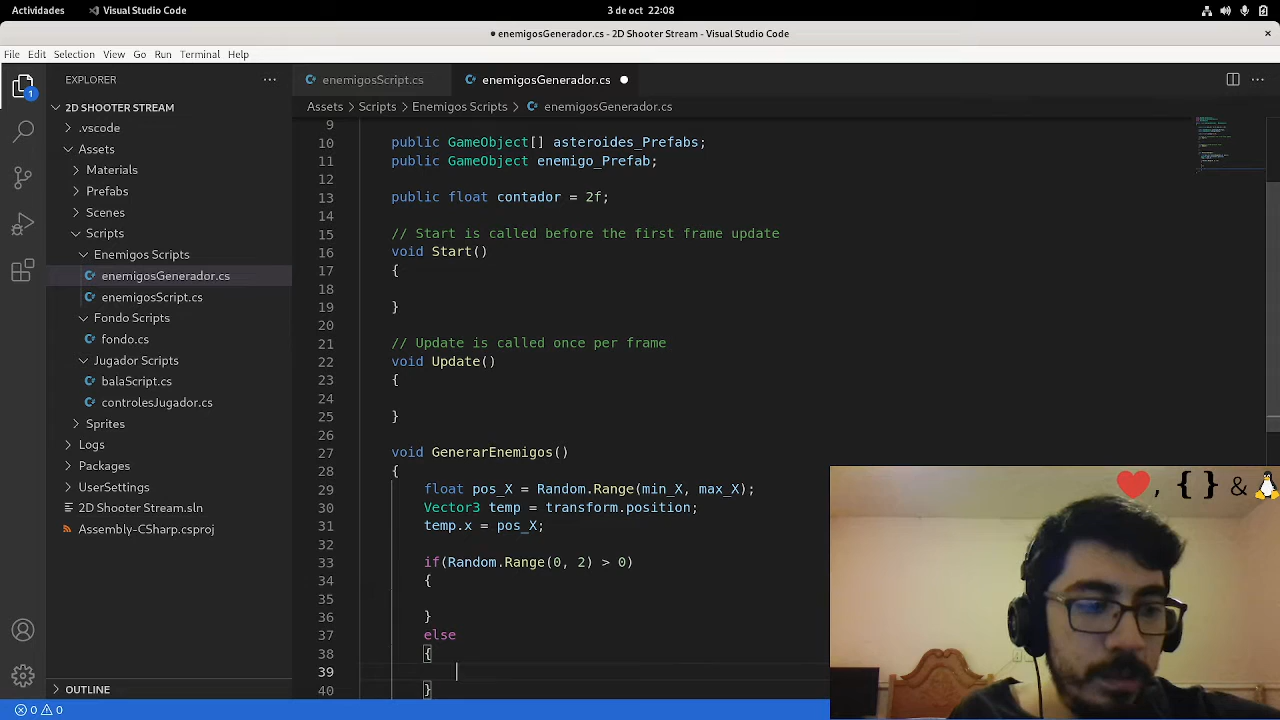 Actividades
Visual Studio Code
3 de oct 22:08
• enemigosGenerador.cs - 2D Shooter Stream - Visual Studio Code
File Edit Selection View Go Run Terminal Help
EXPLORER
enemigosScript.cs
enemigosGenerador.cs
2D SHOOTER STREAM
Assets > Scripts > Enemigos Scripts > enemigosGenerador.cs
.vscode
Assets
Materials
Prefabs
Scenes
Scripts
Enemigos Scripts
enemigosGenerador.cs
enemigosScript.cs
Fondo Scripts
fondo.cs
Jugador Scripts
balaScript.cs
controlesJugador.cs
Sprites
Logs
Packages
UserSettings
2D Shooter Stream.sln
Assembly-CSharp.csproj
OUTLINE
1
9
10 public GameObject[] asteroides_Prefabs;
11 public GameObject enemigo_Prefab;
12
13 public float contador = 2f;
14
15 // Start is called before the first frame update
16 void Start()
17 {
18
19 }
20
21 // Update is called once per frame
22 void Update()
23 {
24
25 }
26
27 void GenerarEnemigos()
28 {
29 float pos_X = Random.Range(min_X, max_X);
30 Vector3 temp = transform.position;
31 temp.x = pos_X;
32
33 if(Random.Range(0, 2) > 0)
34 {
35
36 }
37 else
38 {
39
40 }
, { } &
0 0